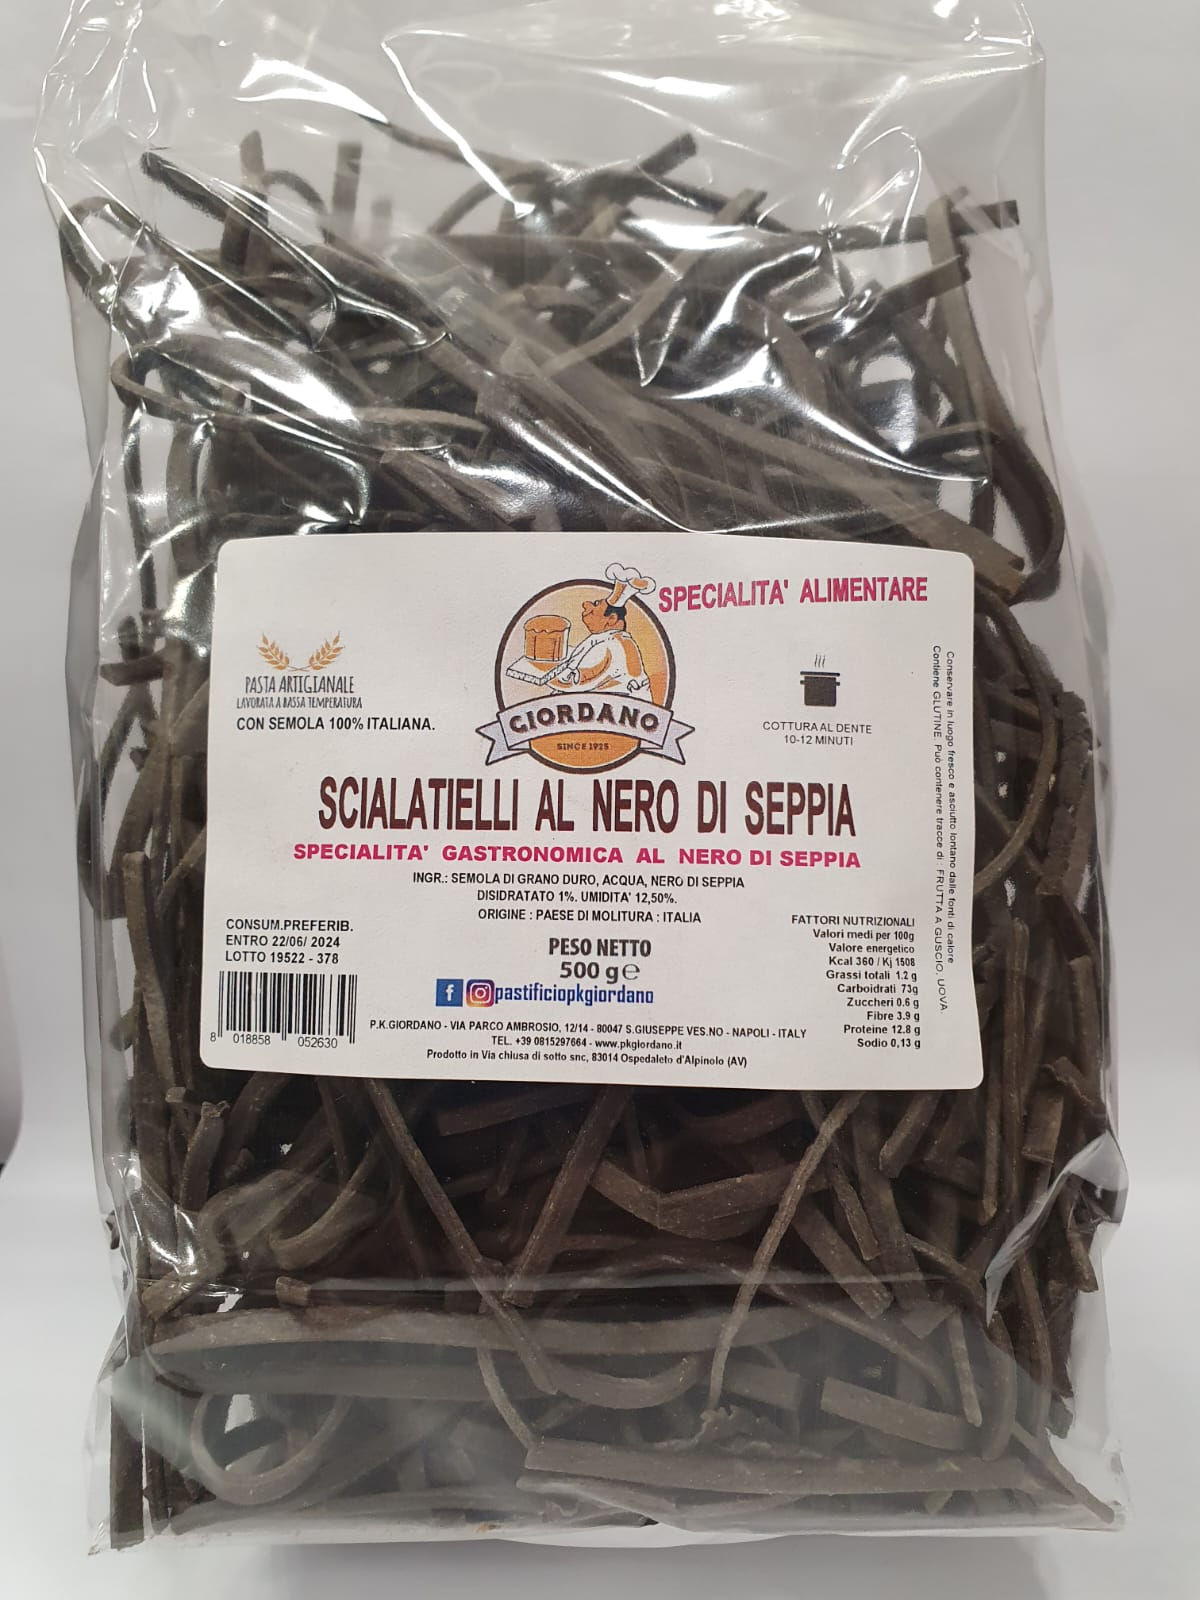 SPECIALITA' ALIMENTARE
GIORDANO
SINCE 1925
PASTA ARTIGIANALE
LAVORATA A BASSA TEMPERATURA
CON SEMOLA 100% ITALIANA.
COTTURA AL DENTE
10-12 MINUTI
SCIALATIELLI AL NERO DI SEPPIA
SPECIALITA' GASTRONOMICA AL NERO DI SEPPIA
INGR.: SEMOLA DI GRANO DURO, ACQUA, NERO DI SEPPIA
DISIDRATATO 1%. UMIDITA' 12,50%.
ORIGINE : PAESE DI MOLITURA : ITALIA
CONSUM.PREFERIB.
ENTRO 22/06/ 2024
LOTTO 19522 - 378
8 018858 052630
PESO NETTO
500 g℮
pastificiopkgiordano
FATTORI NUTRIZIONALI
Valori medi per 100g
Valore energetico
Kcal 360 / Kj 1508
Grassi totali 1.2 g
Carboidrati 73g
Zuccheri 0.6 g
Fibre 3.9 g
Proteine 12.8 g
Sodio 0,13 g
P.K.GIORDANO - VIA PARCO AMBROSIO, 12/14 - 80047 S.GIUSEPPE VES.NO - NAPOLI - ITALY
TEL. +39 0815297664 - www.pkgiordano.it
Prodotto in Via chiusa di sotto snc, 83014 Ospedaleto d'Alpinolo (AV)
Conservare in luogo fresco e asciutto lontano dalle fonti di calore
Contiene GLUTINE. Può contenere tracce di : FRUTTA A GUSCIO, UOVA.